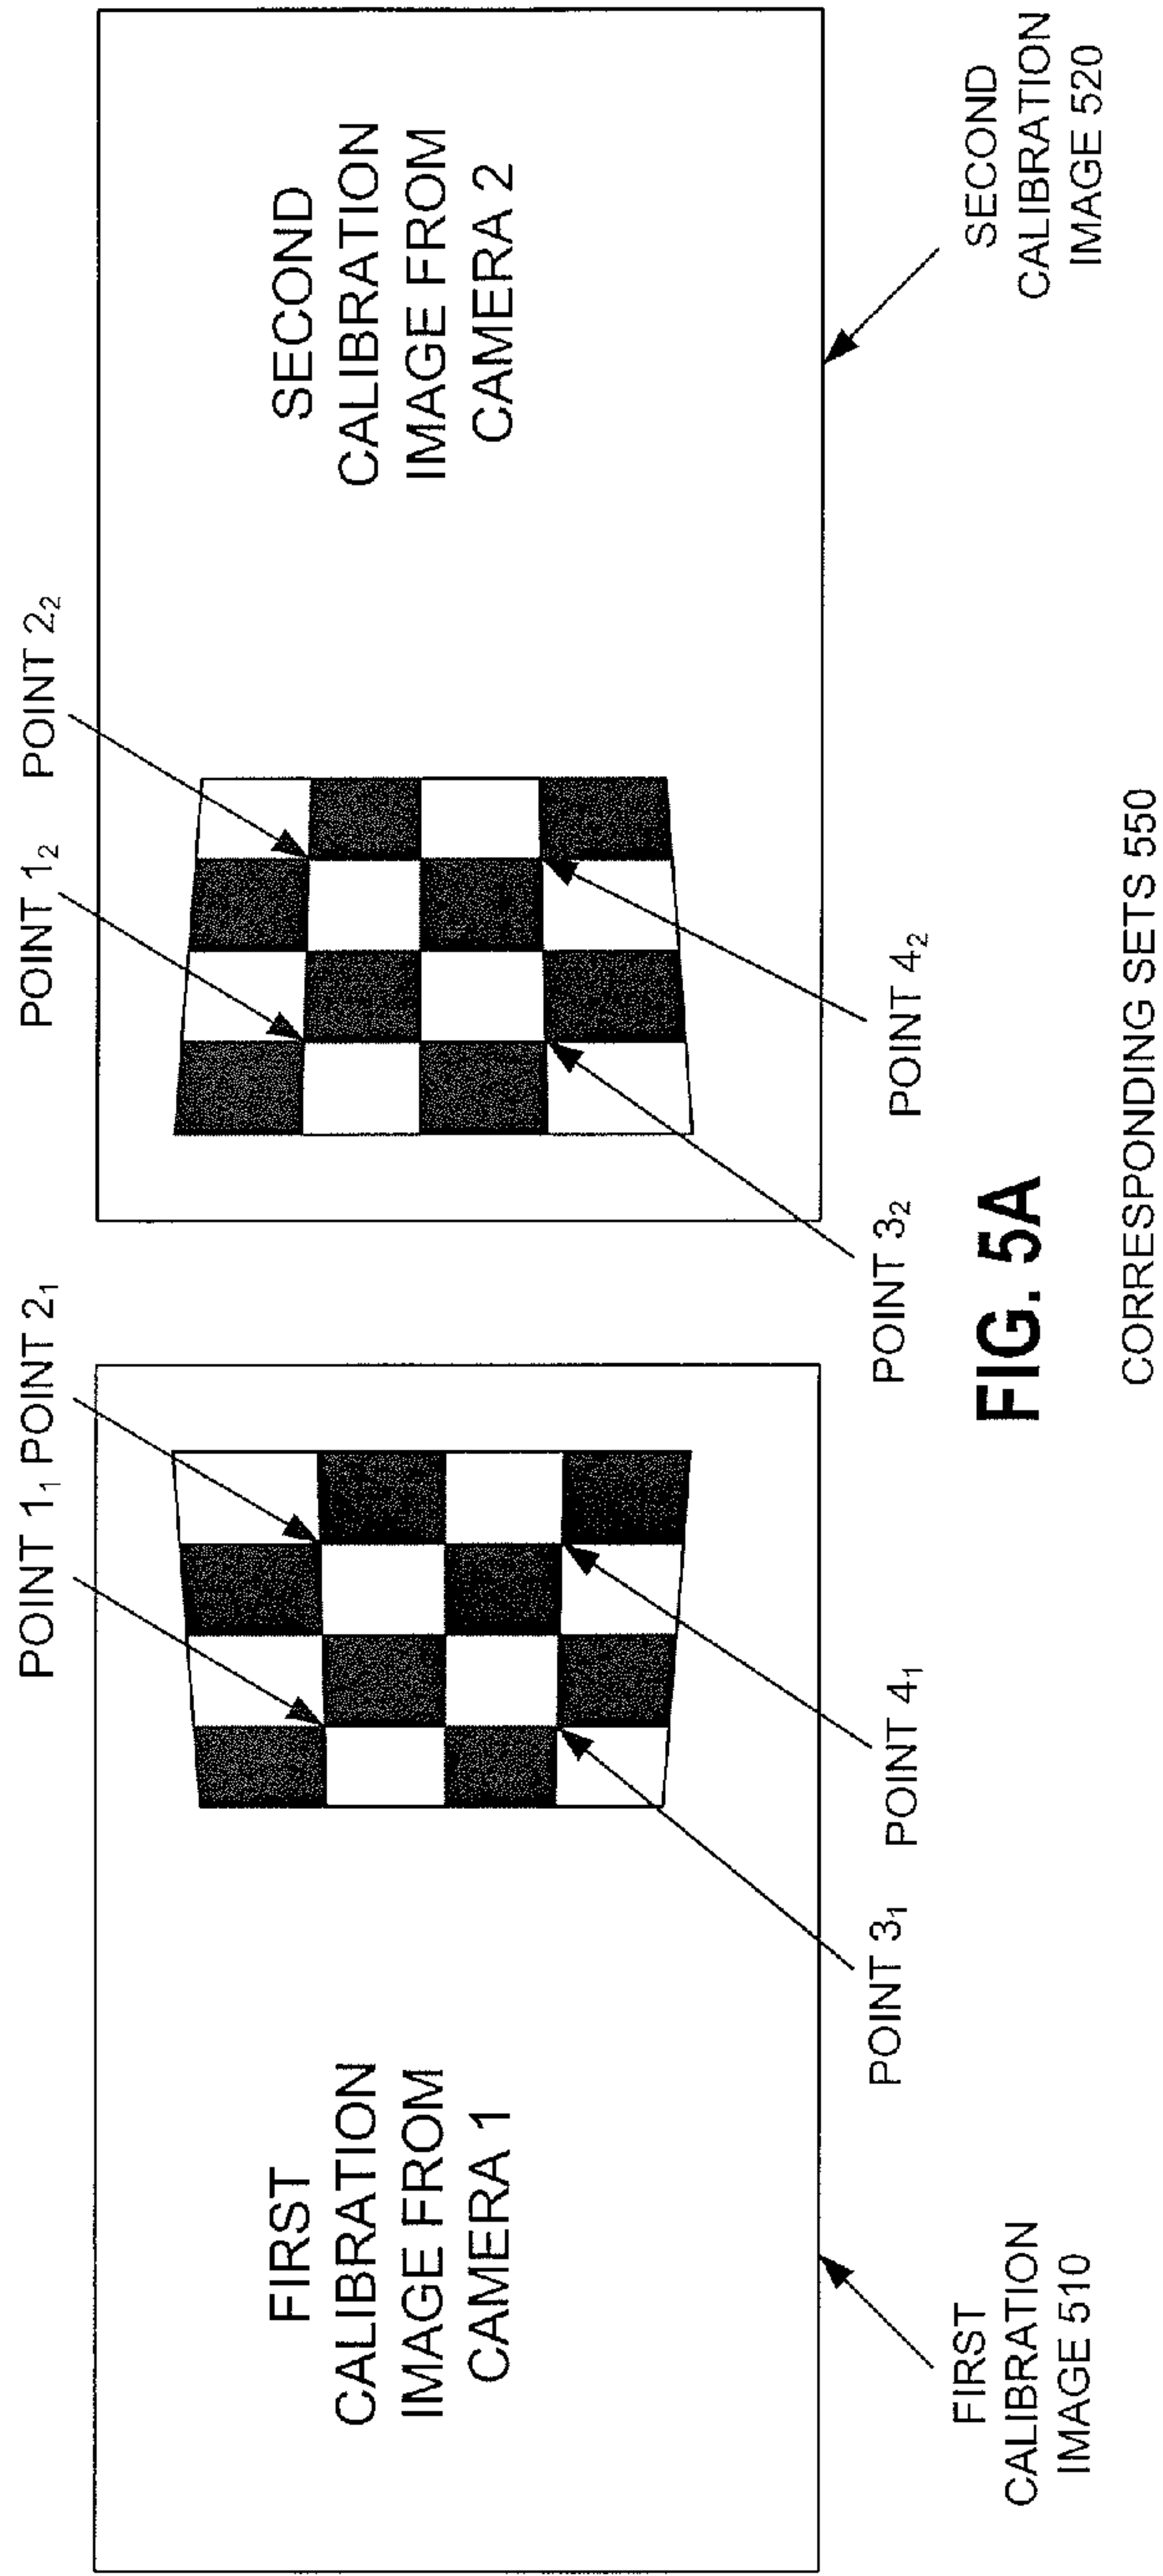 POINT 1₁
POINT 2₁
FIRST
CALIBRATION
IMAGE FROM
CAMERA 1
POINT 3₁
POINT 4₁
FIRST
CALIBRATION
IMAGE 510
POINT 1₂
POINT 2₂
SECOND
CALIBRATION
IMAGE FROM
CAMERA 2
POINT 3₂
POINT 4₂
SECOND
CALIBRATION
IMAGE 520
FIG. 5A
CORRESPONDING SETS 550